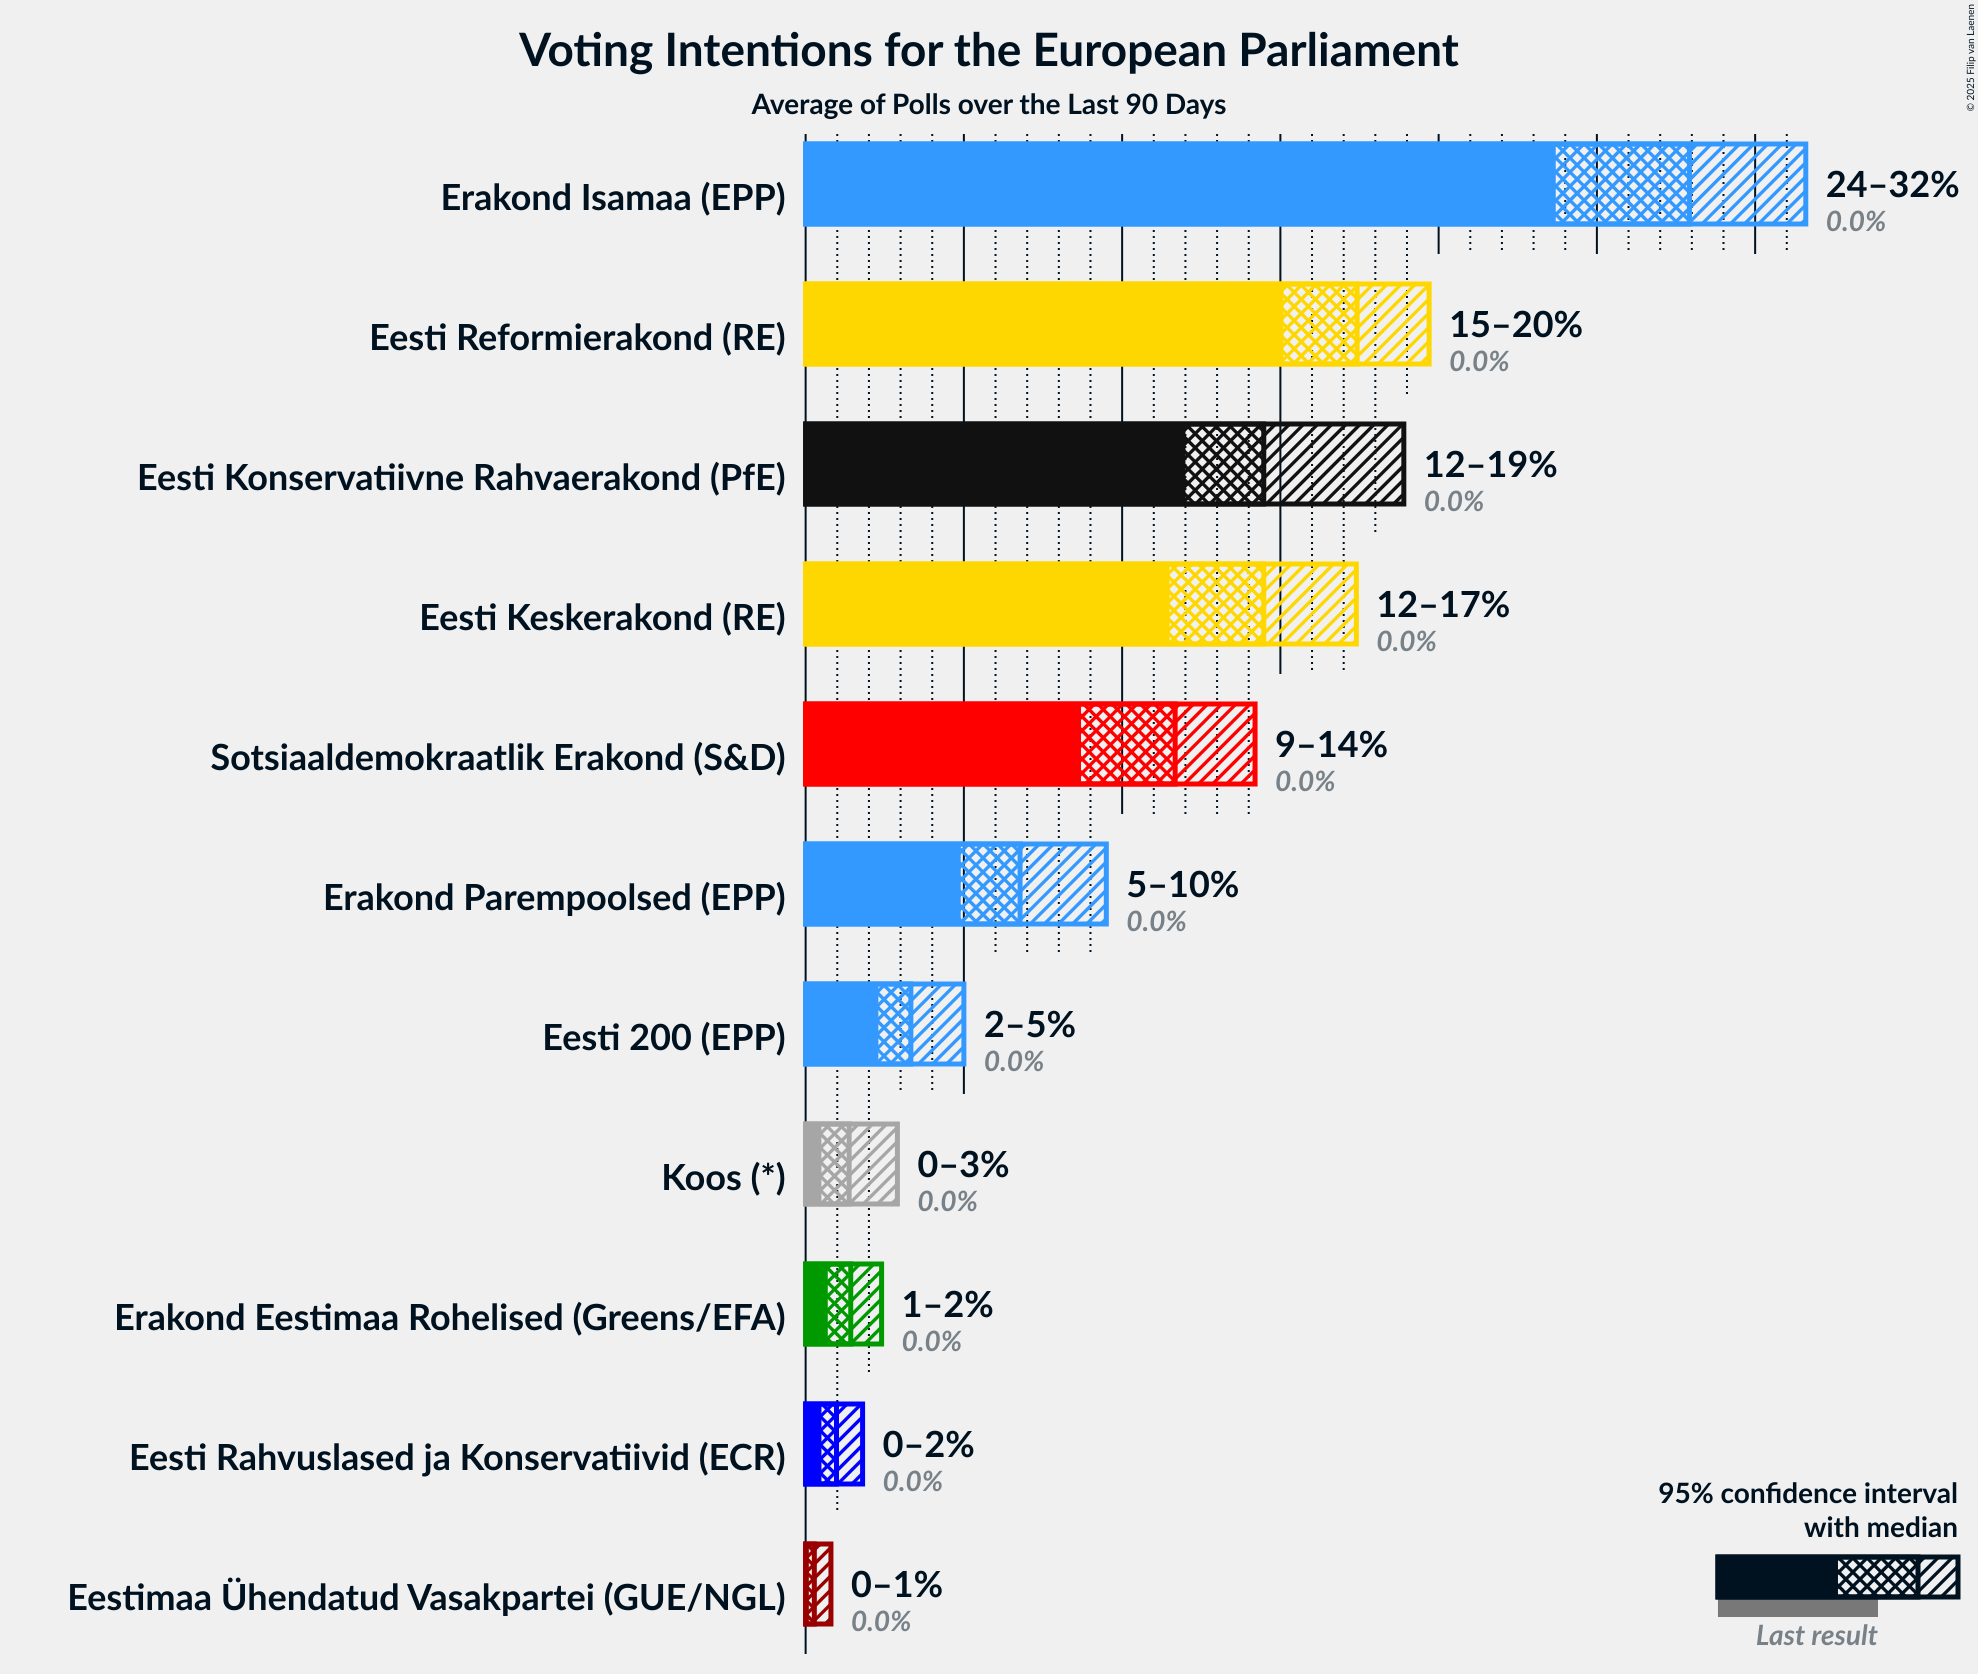 Voting Intentions for the European Parliament
Average of Polls over the Last 90 Days
© 2025 Filip van Laenen
Erakond Isamaa (EPP)
24–32%
0.0%
Eesti Reformierakond (RE)
15–20%
0.0%
Eesti Konservatiivne Rahvaerakond (PfE)
12–19%
0.0%
Eesti Keskerakond (RE)
12–17%
0.0%
Sotsiaaldemokraatlik Erakond (S&D)
9–14%
0.0%
Erakond Parempoolsed (EPP)
5–10%
0.0%
Eesti 200 (EPP)
2–5%
0.0%
Koos (*)
0–3%
0.0%
Erakond Eestimaa Rohelised (Greens/EFA)
1–2%
0.0%
Eesti Rahvuslased ja Konservatiivid (ECR)
0–2%
0.0%
Eestimaa Ühendatud Vasakpartei (GUE/NGL)
0–1%
0.0%
95% confidence interval
with median
Last result